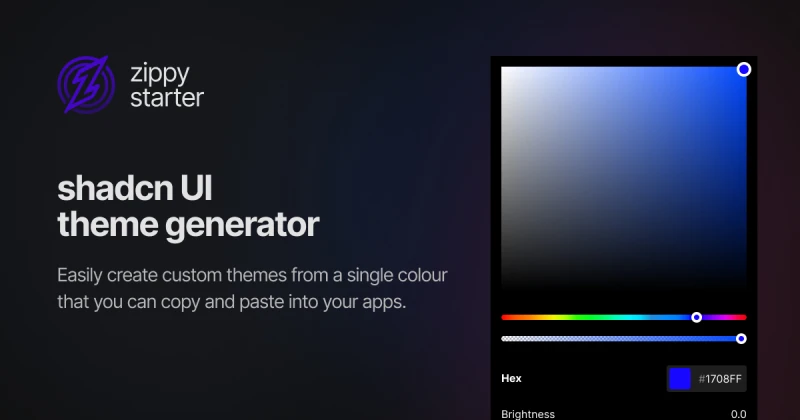 zippy
starter
shadcn UI
theme generator
Easily create custom themes from a single colour
that you can copy and paste into your apps.
Hex
#1708FF
Brightness
0.0